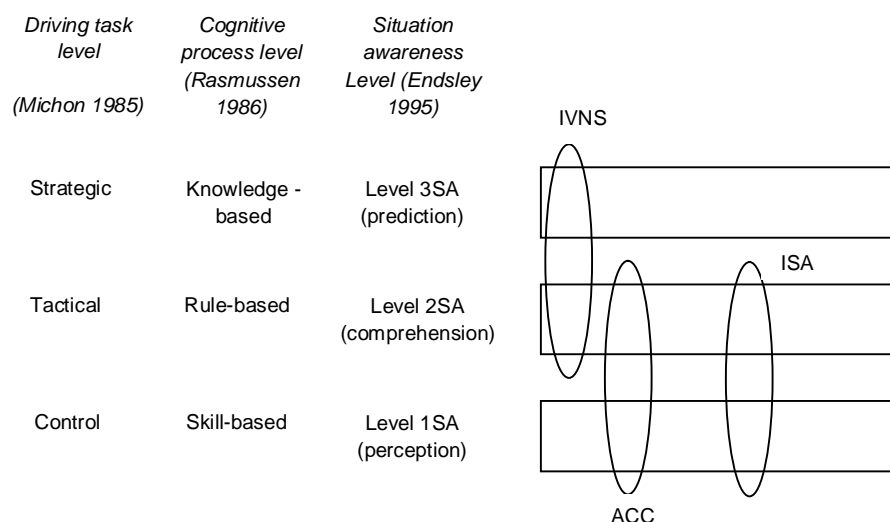 Driving task
level
(Michon 1985)
Cognitive
process level
(Rasmussen
1986)
Situation
awareness
Level (Endsley
1995)
IVNS
Strategic
Knowledge -
based
Level 3SA
(prediction)
ISA
Tactical
Rule-based
Level 2SA
(comprehension)
Control
Skill-based
Level 1SA
(perception)
ACC